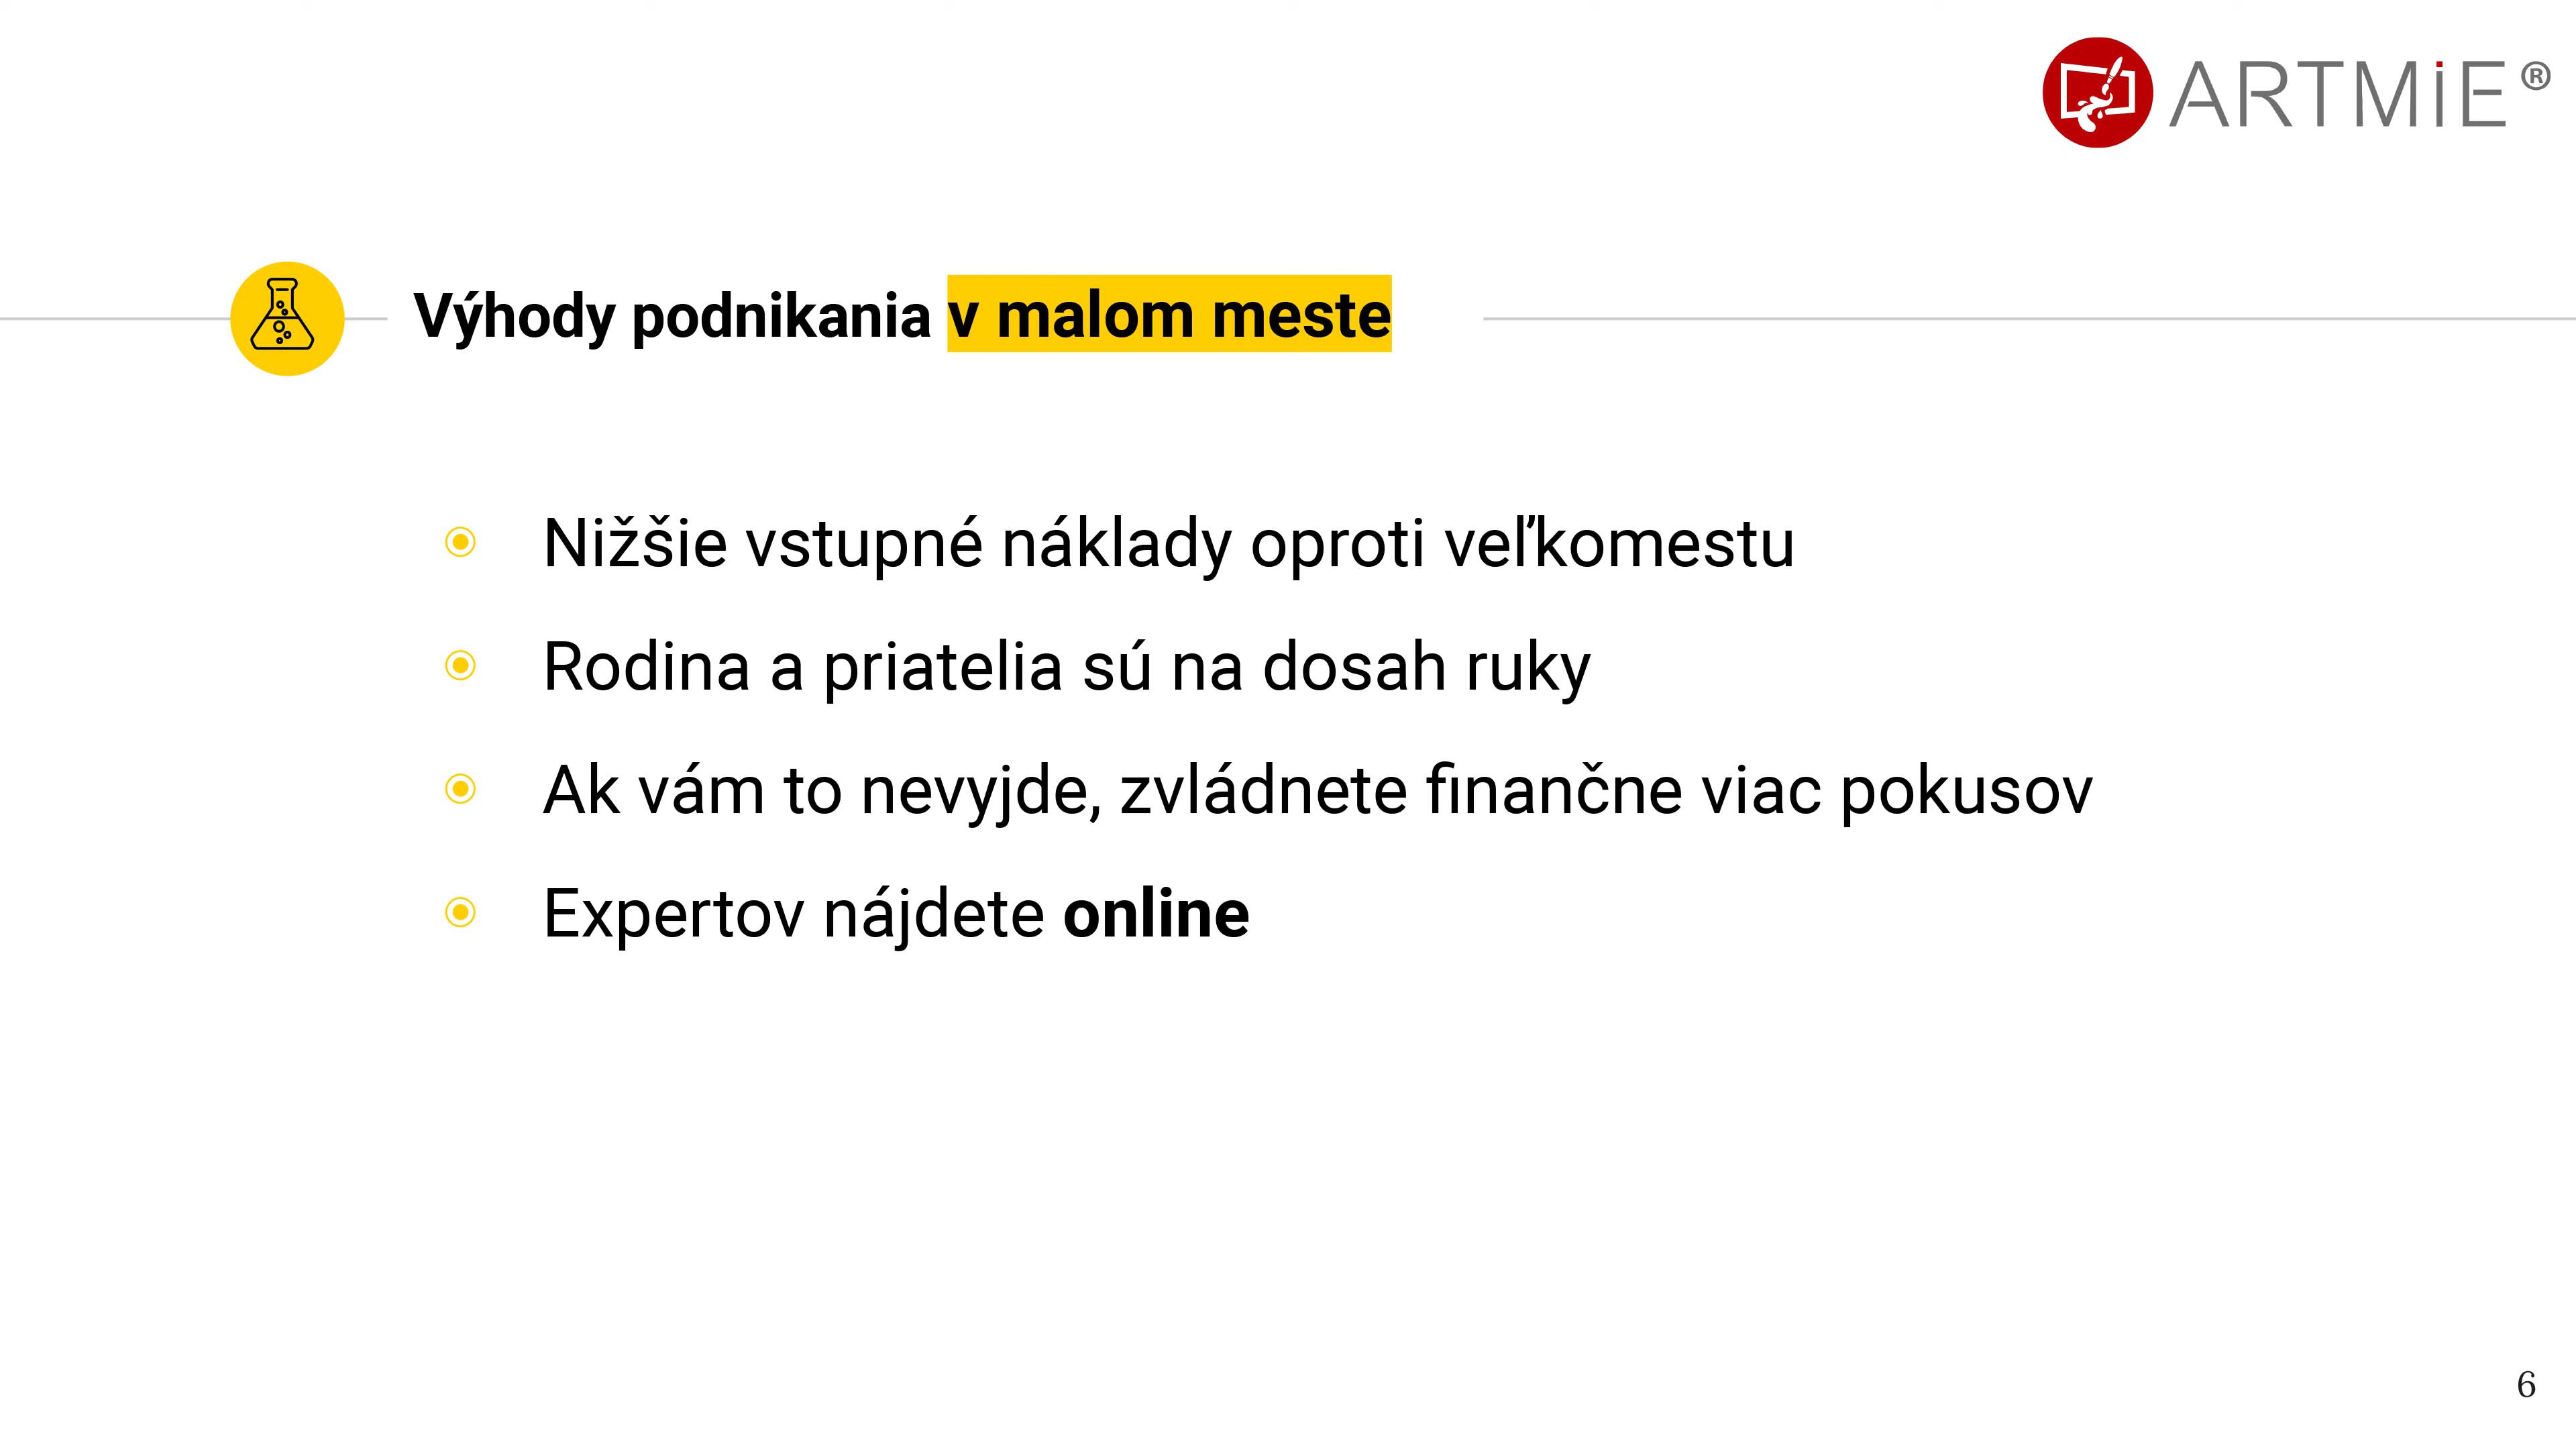 ARTMiE®
Výhody podnikania v malom meste
Nižšie vstupné náklady oproti veľkomestu
Rodina a priatelia sú na dosah ruky
Ak vám to nevyjde, zvládnete finančne viac pokusov
Expertov nájdete online
6